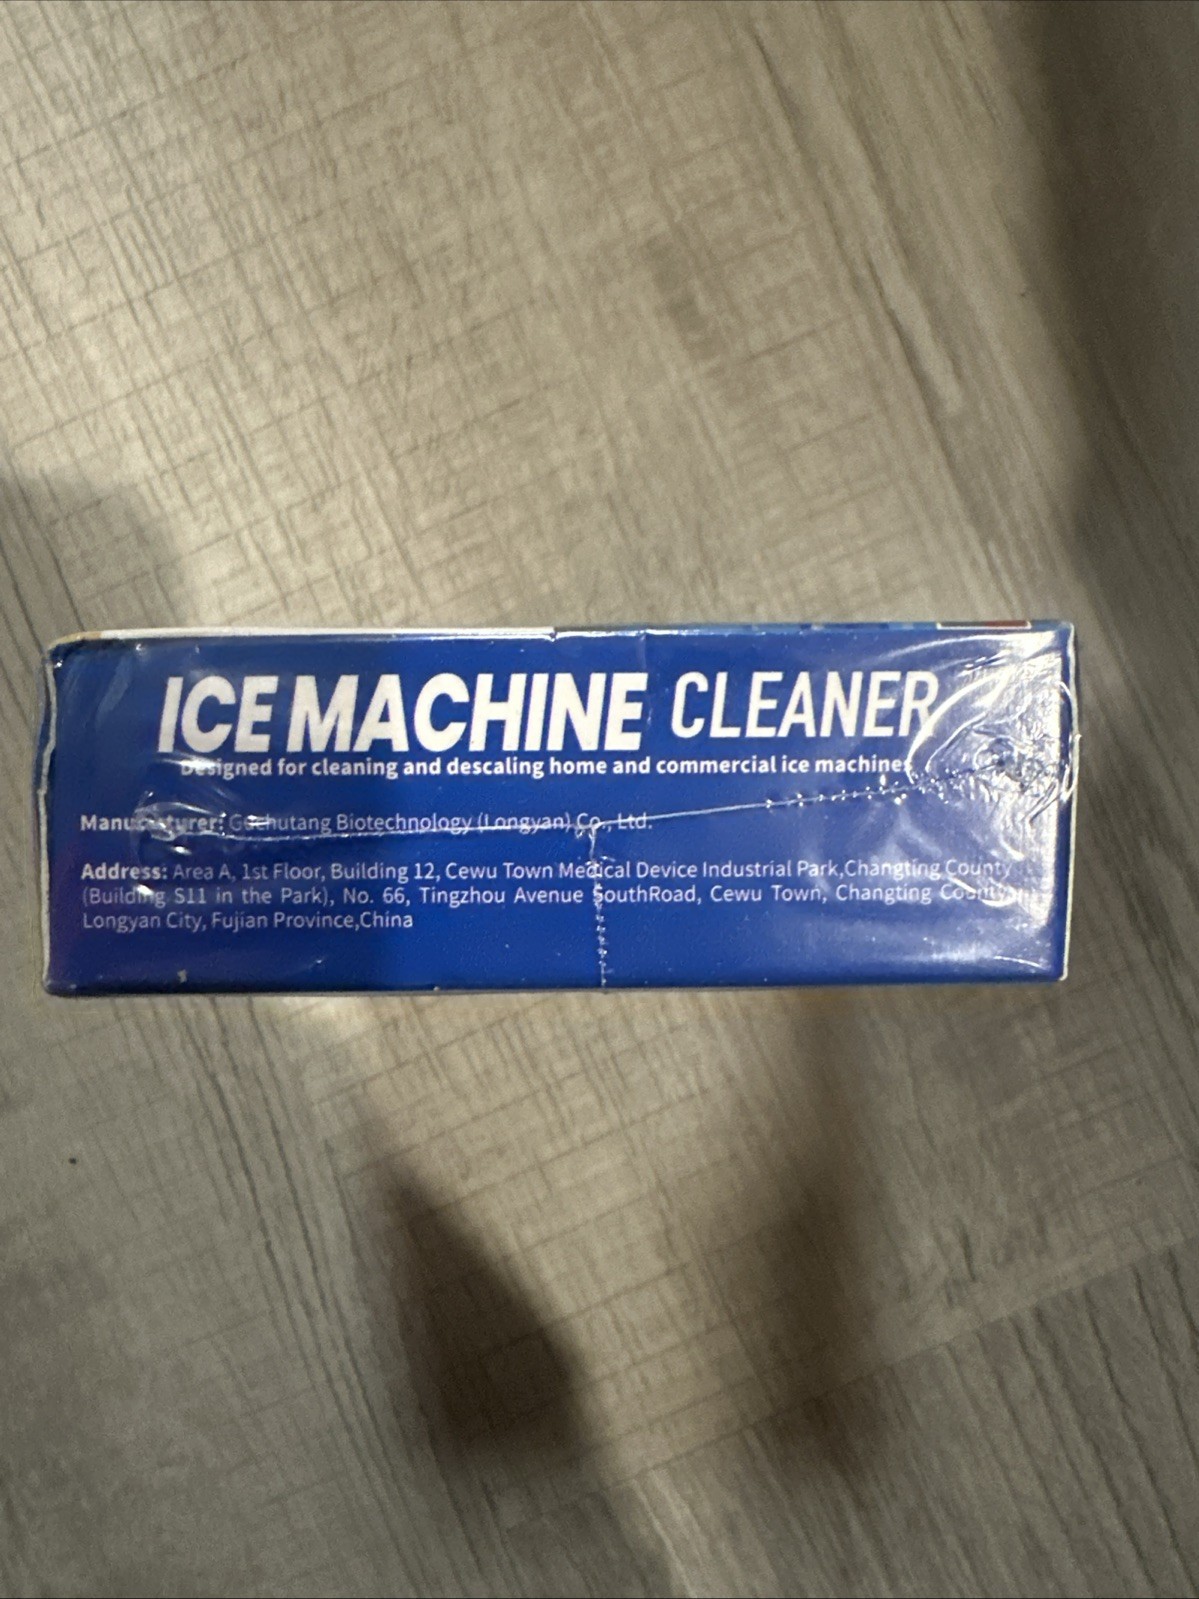 ICE MACHINE CLEANER
Designed for cleaning and descaling home and commercial ice machines
Manufacturer: Guchutang Biotechnology (Longyan) Co., Ltd.
Address: Area A, 1st Floor, Building 12, Cewu Town Medical Device Industrial Park,Changting County
(Building S11 in the Park), No. 66, Tingzhou Avenue SouthRoad, Cewu Town, Changting County,
Longyan City, Fujian Province,China